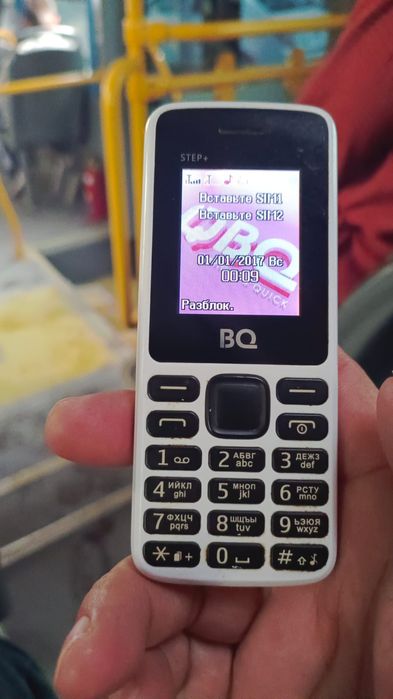 STEP+
Вставьте SIM1
Вставьте SIM2
BQ
01/01/2017 Вс
00:09
QUICK
Разблок.
BQ
1
2 АБВГ abc
3 ДЕЖЗ def
4 ИЙКЛ ghi
5 МНОП jkl
6 РСТУ mno
7 ФХЦЧ pqrs
8 ШЩЪЫ tuv
9 ЬЭЮЯ wxyz
* +
0
#